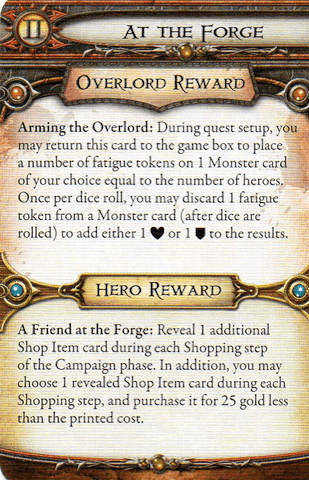 II
At the Forge
Overlord Reward
Arming the Overlord: During quest setup, you
may return this card to the game box to place
a number of fatigue tokens on 1 Monster card
of your choice equal to the number of heroes.
Once per dice roll, you may discard 1 fatigue
token from a Monster card (after dice are
rolled) to add either 1 or 1 to the results.
Hero Reward
A Friend at the Forge: Reveal 1 additional
Shop Item card during each Shopping step
of the Campaign phase. In addition, you may
choose 1 revealed Shop Item card during each
Shopping step, and purchase it for 25 gold less
than the printed cost.